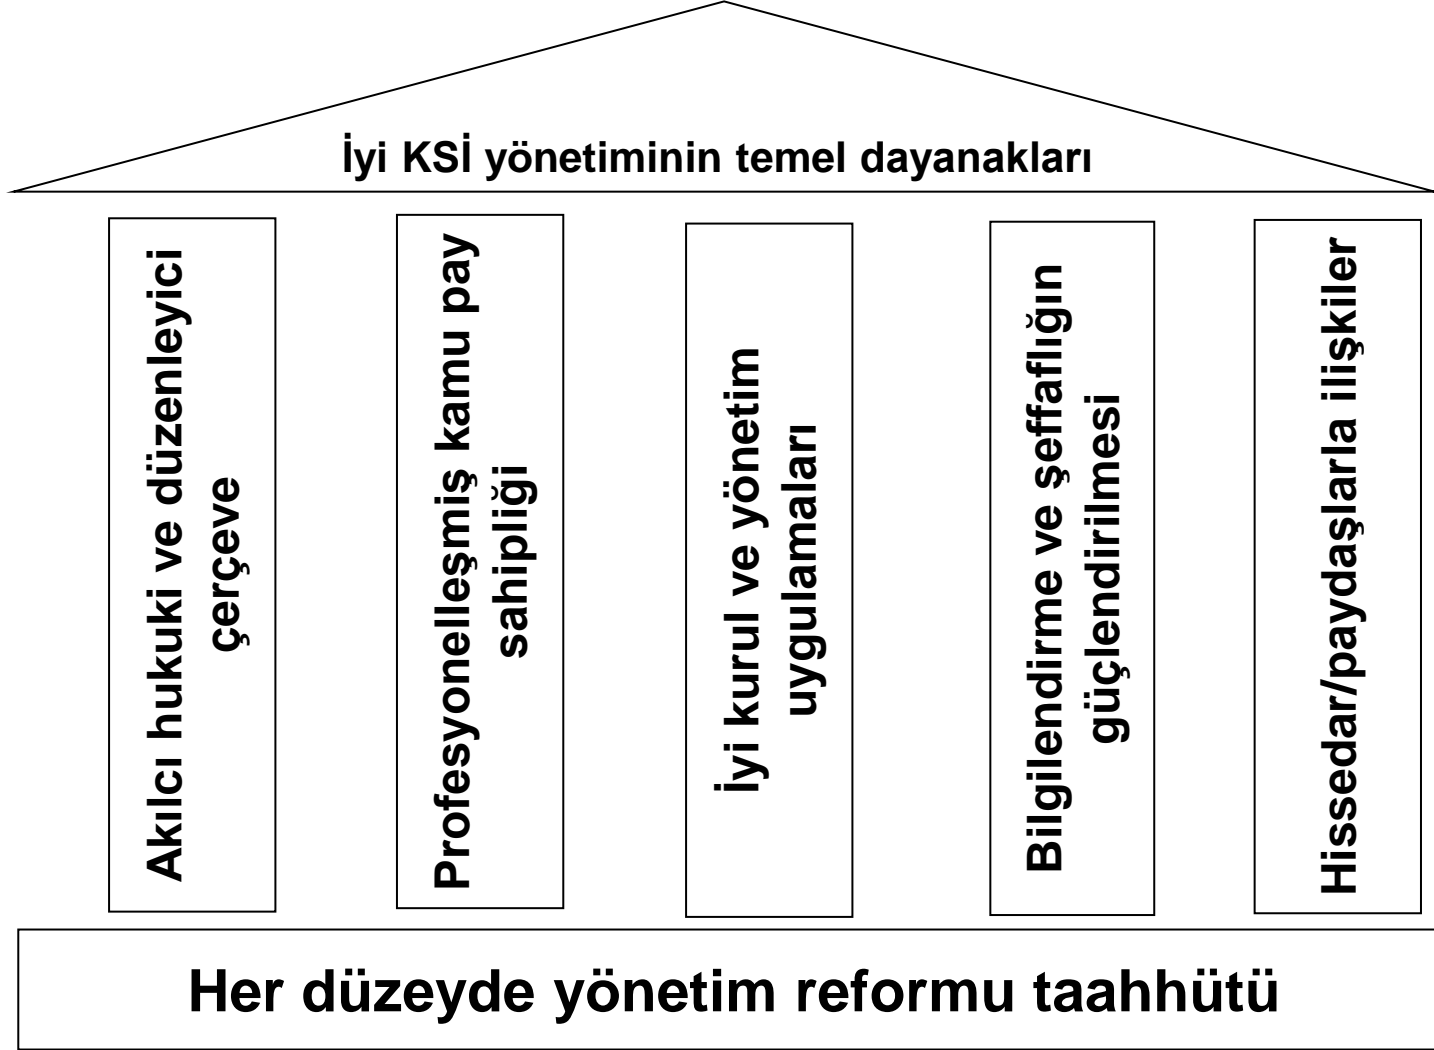 İyi KSİ yönetiminin temel dayanakları
Akılcı hukuki ve düzenleyici
çerçeve
Profesyonelleşmiş kamu pay
sahipliği
İyi kurul ve yönetim
uygulamaları
Bilgilendirme ve şeffaflığın
güçlendirilmesi
Hissedar/paydaşlarla ilişkiler
Her düzeyde yönetim reformu taahhütü